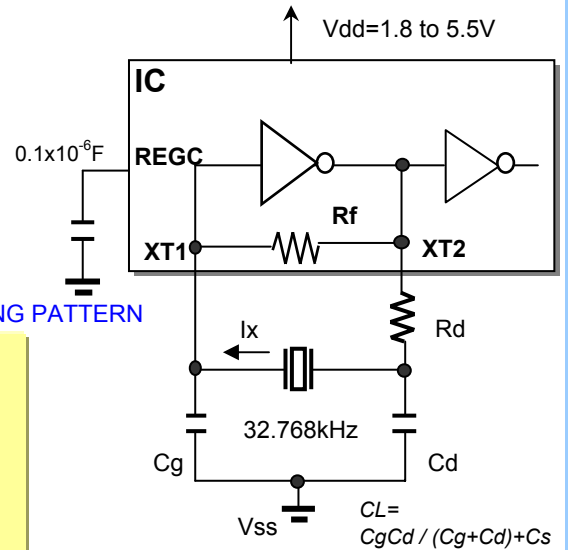 Vdd=1.8 to 5.5V
IC
0.1x10⁻⁶F
REGC
Rf
XT1
XT2
NG PATTERN
Ix
Rd
32.768kHz
Cg
Cd
Vss
CL=
CgCd / (Cg+Cd)+Cs